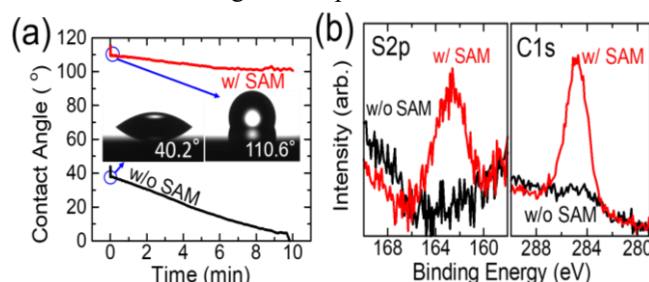 (a)
120
100
80
60
40
20
0
Contact Angle (°)
w/ SAM
40.2°
110.6°
w/o SAM
0 2 4 6 8 10
Time (min)
(b)
S2p
C1s
w/ SAM
w/ SAM
w/o SAM
w/o SAM
Intensity (arb.)
168 164 160
288 284 280
Binding Energy (eV)